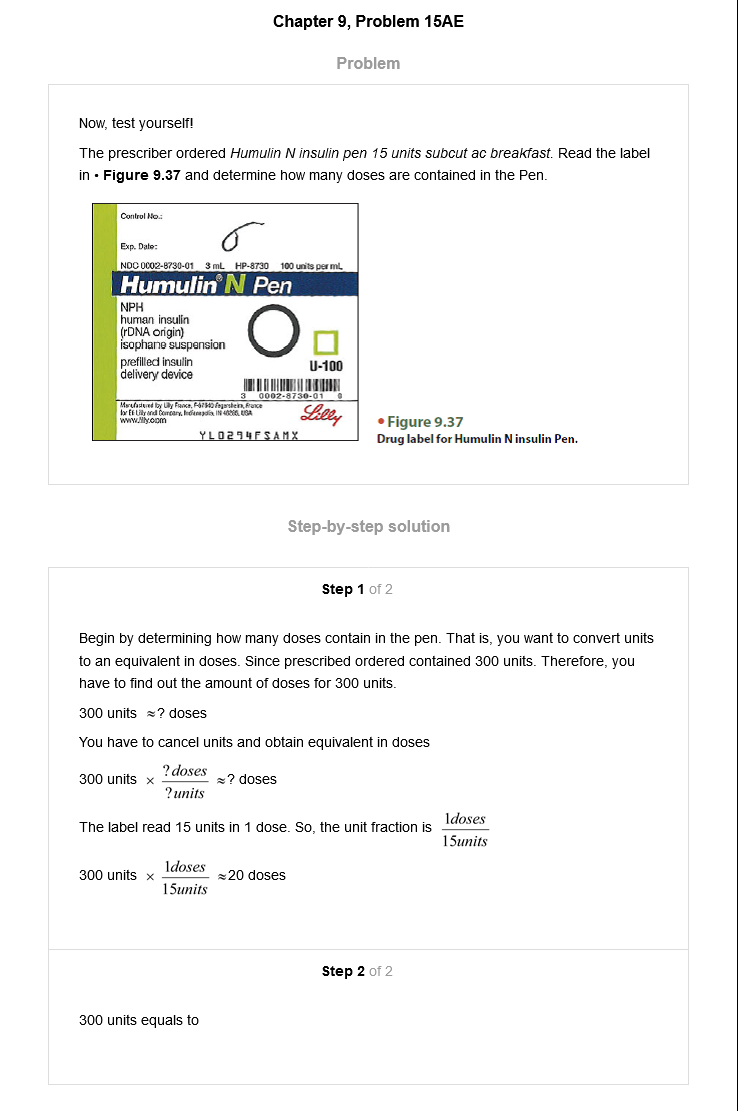 Chapter 9, Problem 15AE
Problem
Now, test yourself!
The prescriber ordered Humulin N insulin pen 15 units subcut ac breakfast. Read the label
in • Figure 9.37 and determine how many doses are contained in the Pen.
Control No.:
Exp. Date:
NDC 0002-8730-01 3 mL HP-8730 100 units per mL
Humulin® N Pen
NPH
human insulin
(rDNA origin)
isophane suspension
prefilled insulin
delivery device
U-100
3 0002-8730-01
Manufactured by Lilly France, F-67640 Fegersheim, France
for Eli Lilly and Company, Indianapolis, IN 46285, USA
www.lilly.com
Lilly
YL0294FSAMX
• Figure 9.37
Drug label for Humulin N insulin Pen.
Step-by-step solution
Step 1 of 2
Begin by determining how many doses contain in the pen. That is, you want to convert units
to an equivalent in doses. Since prescribed ordered contained 300 units. Therefore, you
have to find out the amount of doses for 300 units.
300 units ≈? doses
You have to cancel units and obtain equivalent in doses
300 units × ?doses / ?units ≈? doses
The label read 15 units in 1 dose. So, the unit fraction is 1doses / 15units
300 units × 1doses / 15units ≈20 doses
Step 2 of 2
300 units equals to